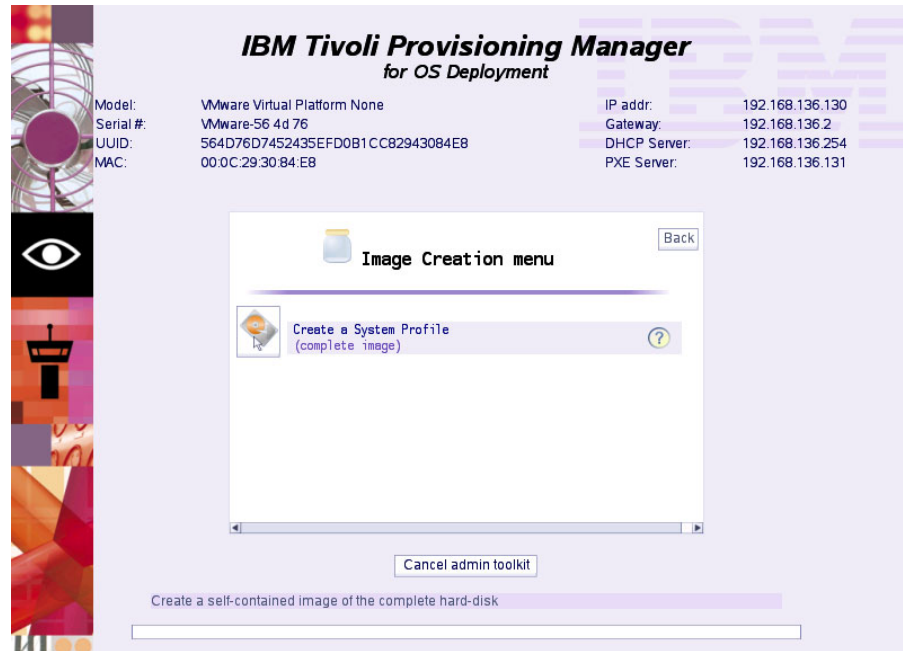 IBM Tivoli Provisioning Manager
for OS Deployment
Model: VMware Virtual Platform None IP addr: 192.168.136.130
Serial #: VMware-56 4d 76 Gateway: 192.168.136.2
UUID: 564D76D7452435EFD0B1CC82943084E8 DHCP Server: 192.168.136.254
MAC: 00:0C:29:30:84:E8 PXE Server: 192.168.136.131
Back
Image Creation menu
Create a System Profile
(complete image)
?
Cancel admin toolkit
Create a self-contained image of the complete hard-disk